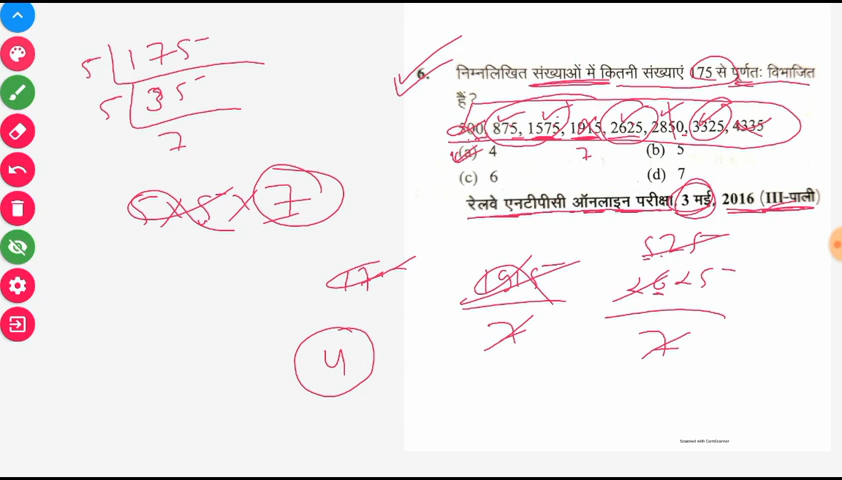 5 175
5 35
7
5 x 5 x 7
6. निम्नलिखित संख्याओं में कितनी संख्याएं 175 से पूर्णतः विभाजित
हैं?
500, 875, 1575, 1915, 2625, 2850, 3325, 4335
7
(a) 4 (b) 5
(c) 6 (d) 7
रेलवे एनटीपीसी ऑनलाइन परीक्षा, 3 मई, 2016 (III-पाली)
525
17 1915 2625
7 7
4
Scanned with CamScanner